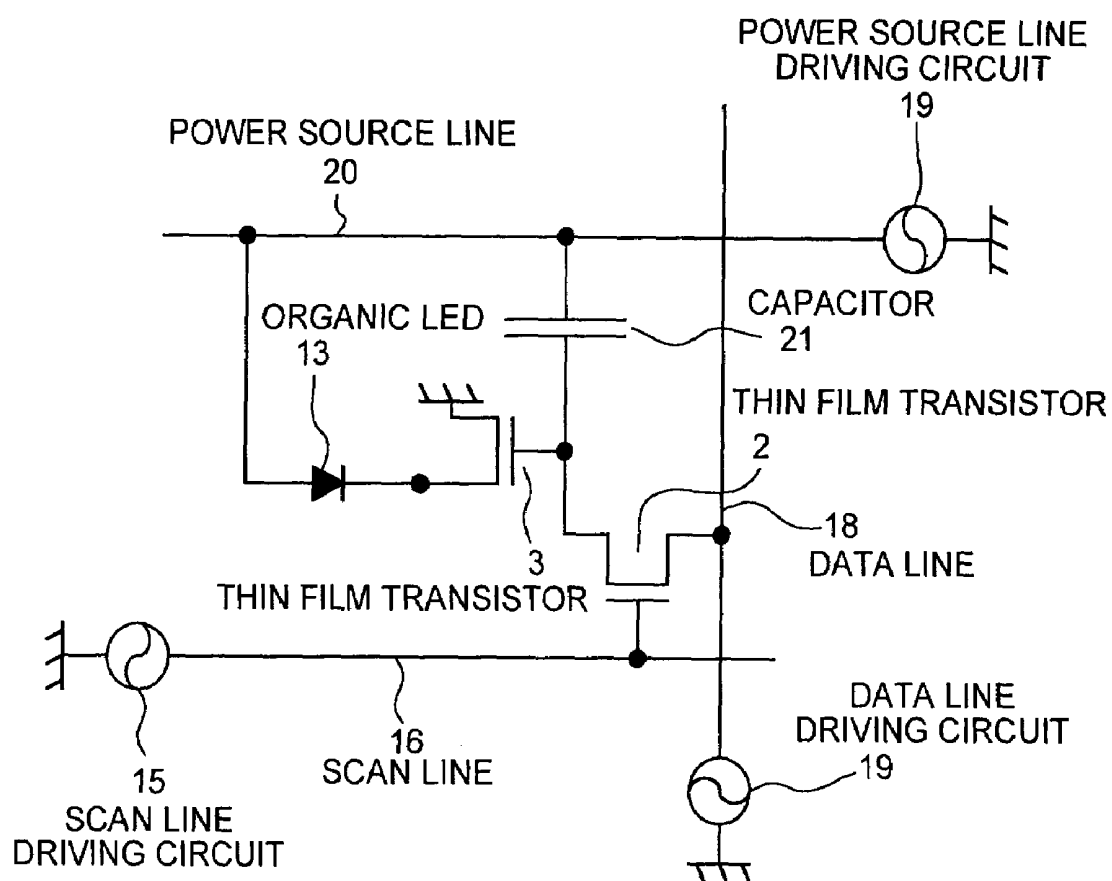 POWER SOURCE LINE
DRIVING CIRCUIT
19
POWER SOURCE LINE
20
ORGANIC LED
13
CAPACITOR
21
THIN FILM TRANSISTOR
2
18
DATA LINE
3
THIN FILM TRANSISTOR
16
SCAN LINE
15
SCAN LINE
DRIVING CIRCUIT
DATA LINE
DRIVING CIRCUIT
19